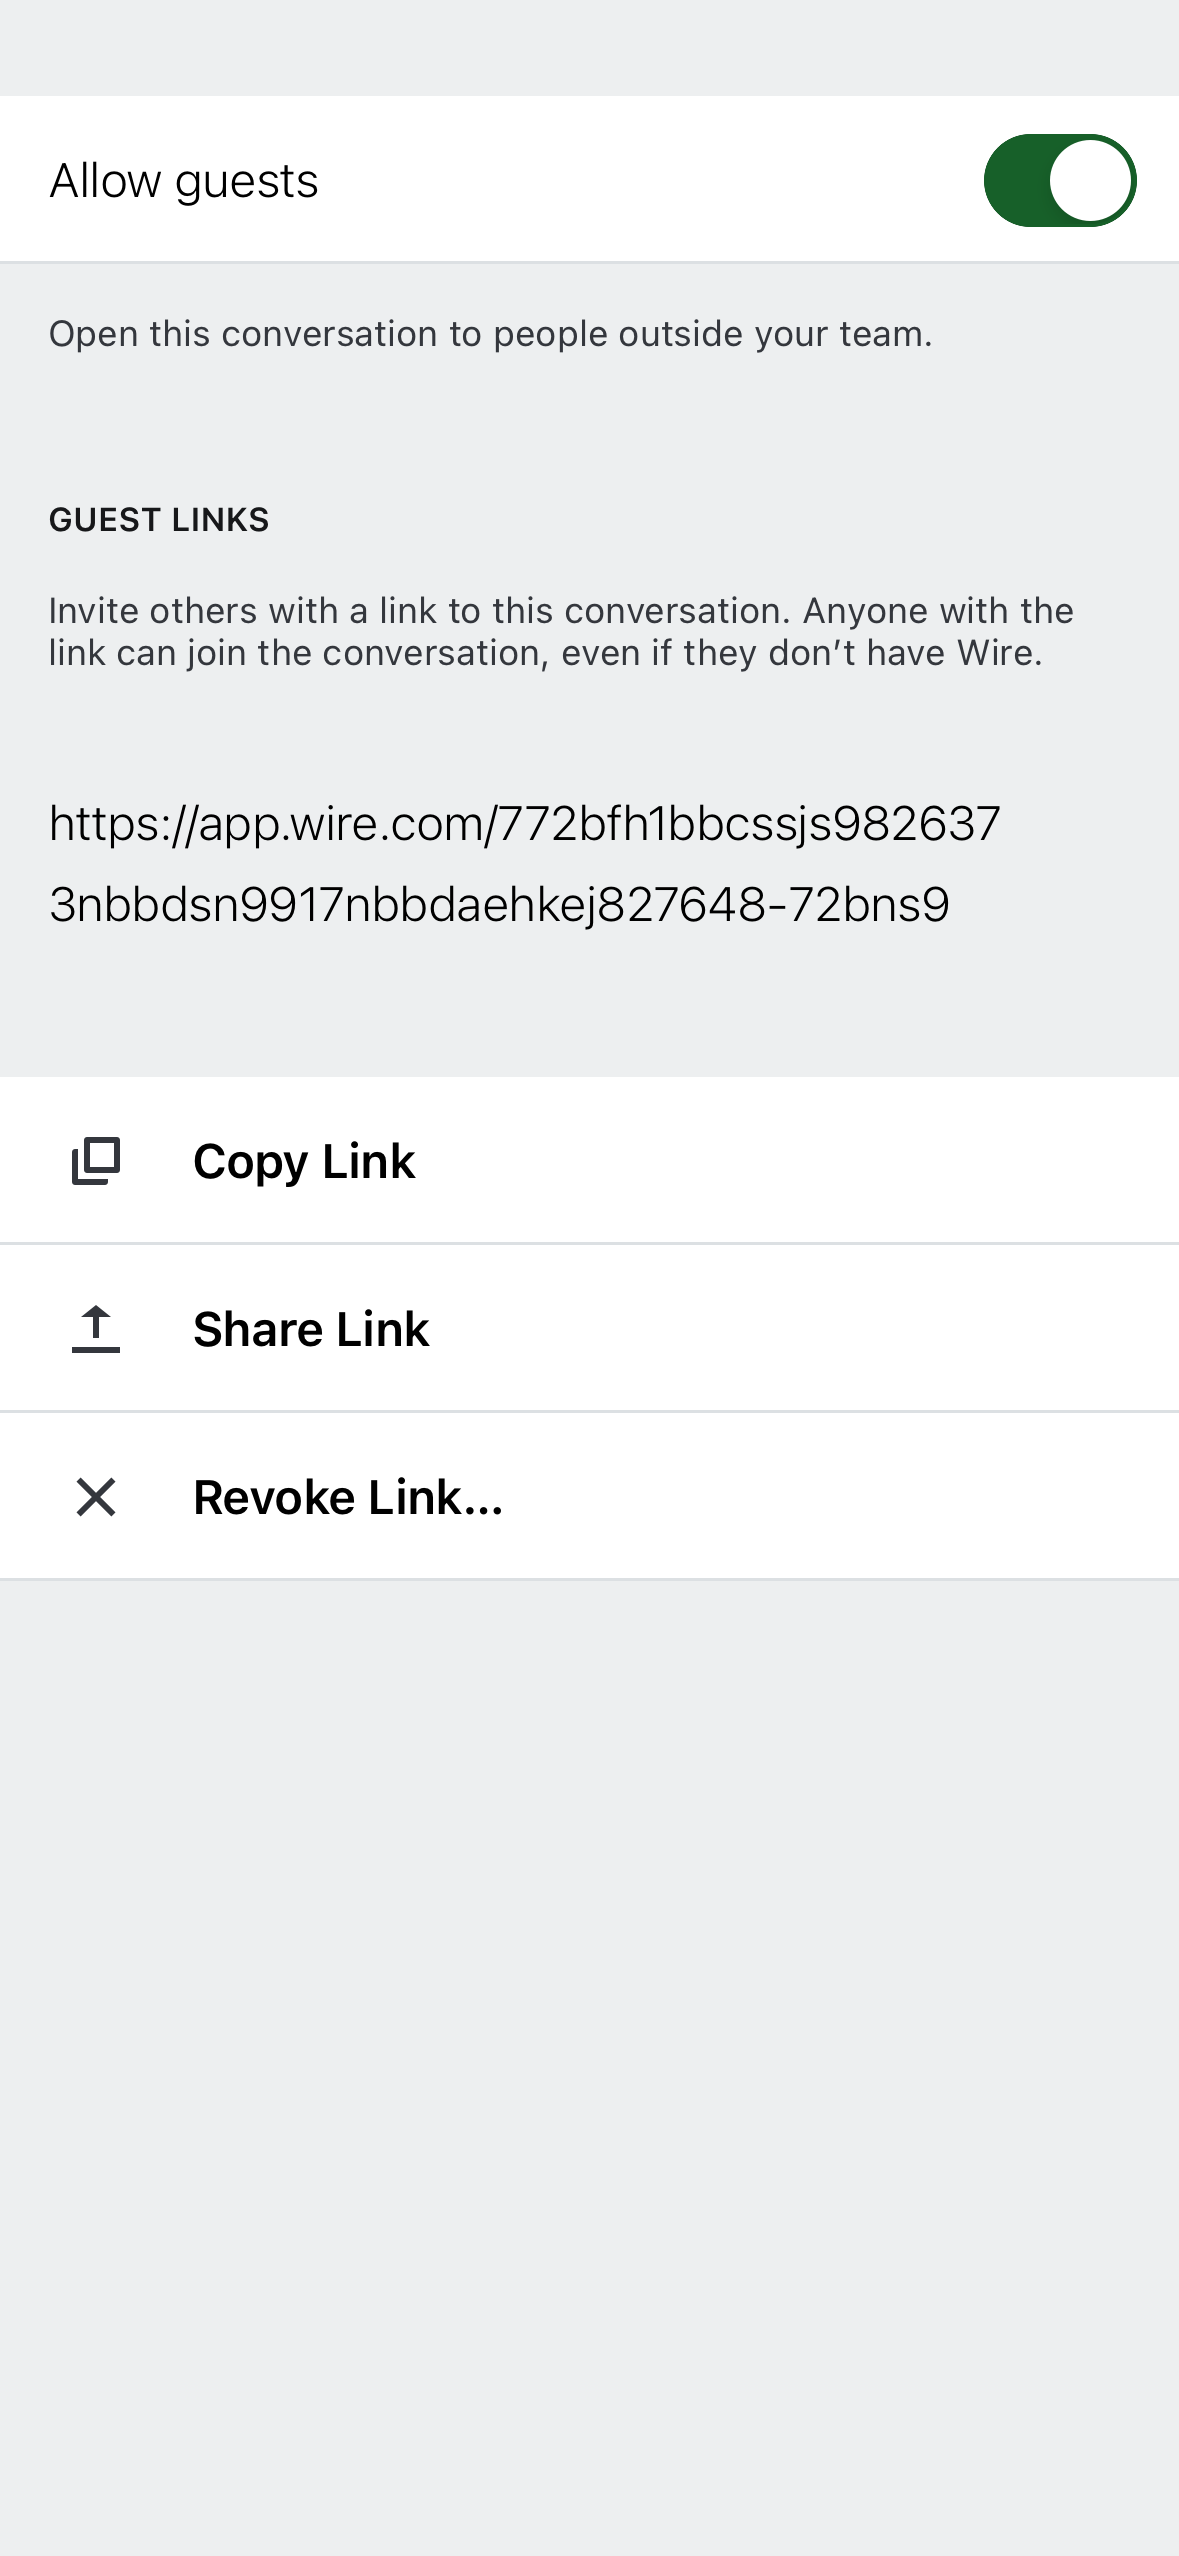 Allow guests
Open this conversation to people outside your team.
GUEST LINKS
Invite others with a link to this conversation. Anyone with the
link can join the conversation, even if they don’t have Wire.
https://app.wire.com/772bfh1bbcssjs982637
3nbbdsn9917nbbdaehkej827648-72bns9
Copy Link
Share Link
Revoke Link...